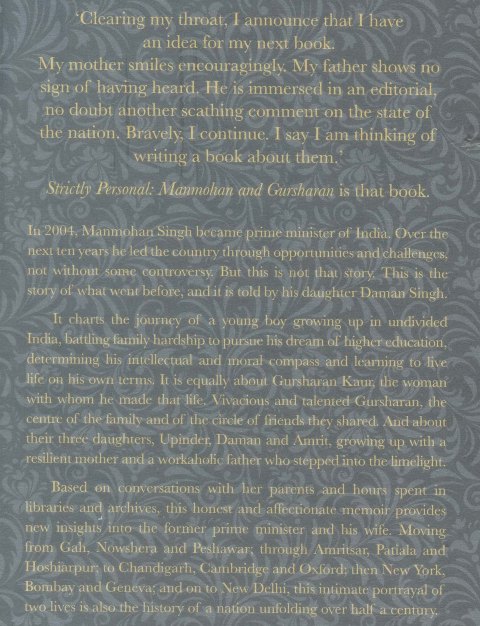 ‘Clearing my throat, I announce that I have
an idea for my next book.
My mother smiles encouragingly. My father shows no
sign of having heard. He is immersed in an editorial,
no doubt another scathing comment on the state of
the nation. Bravely, I continue. I say I am thinking of
writing a book about them.’
Strictly Personal: Manmohan and Gursharan is that book.
In 2004, Manmohan Singh became prime minister of India. Over the
next ten years he led the country through opportunities and challenges,
not without some controversy. But this is not that story. This is the
story of what went before, and it is told by his daughter Daman Singh.
It charts the journey of a young boy growing up in undivided
India, battling family hardship to pursue his dream of higher education,
determining his intellectual and moral compass and learning to live
life on his own terms. It is equally about Gursharan Kaur, the woman
with whom he made that life. Vivacious and talented Gursharan, the
centre of the family and of the circle of friends they shared. And about
their three daughters, Upinder, Daman and Amrit, growing up with a
resilient mother and a workaholic father who stepped into the limelight.
Based on conversations with her parents and hours spent in
libraries and archives, this honest and affectionate memoir provides
new insights into the former prime minister and his wife. Moving
from Gah, Nowshera and Peshawar; through Amritsar, Patiala and
Hoshiarpur; to Chandigarh, Cambridge and Oxford; then New York,
Bombay and Geneva; and on to New Delhi, this intimate portrayal of
two lives is also the history of a nation unfolding over half a century,